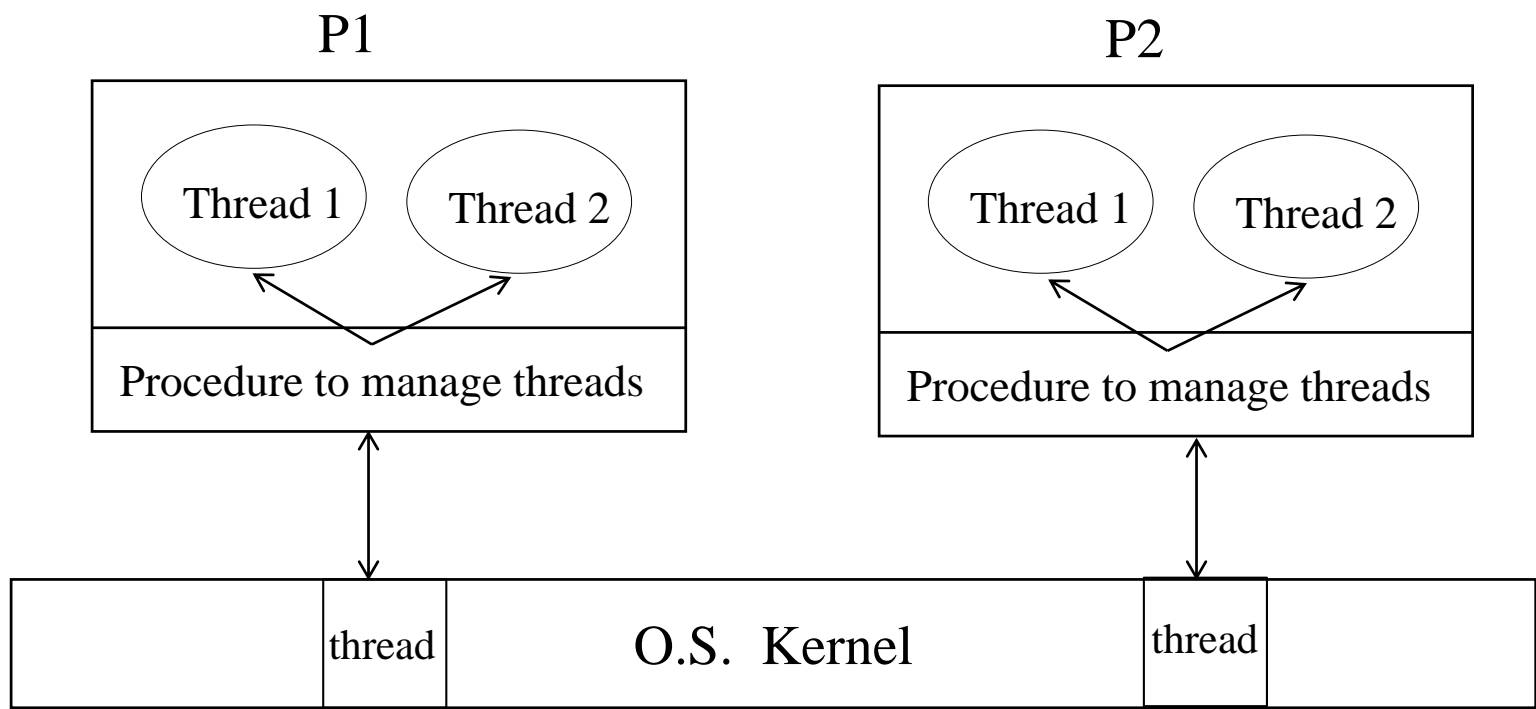 P1
P2
Thread 1
Thread 2
Thread 1
Thread 2
Procedure to manage threads
Procedure to manage threads
thread
O.S. Kernel
thread